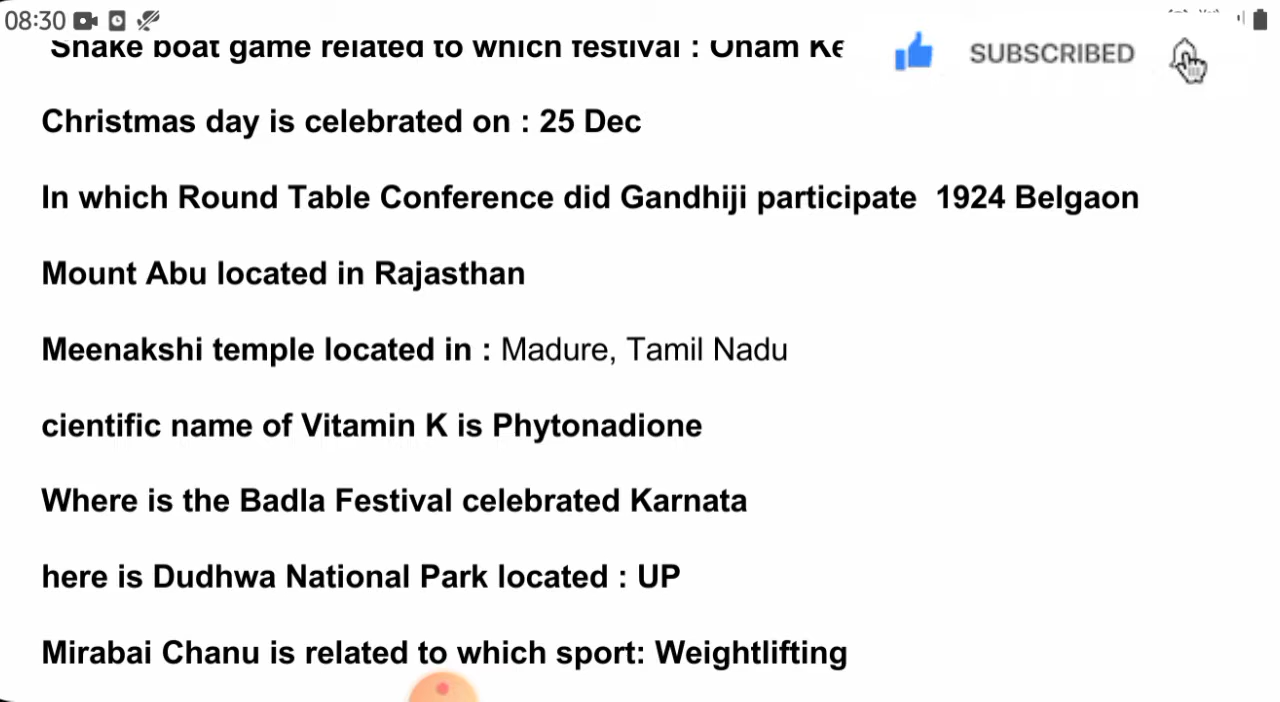 08:30
Snake boat game related to which festival : Onam Ke
SUBSCRIBED
Christmas day is celebrated on : 25 Dec
In which Round Table Conference did Gandhiji participate 1924 Belgaon
Mount Abu located in Rajasthan
Meenakshi temple located in : Madure, Tamil Nadu
cientific name of Vitamin K is Phytonadione
Where is the Badla Festival celebrated Karnata
here is Dudhwa National Park located : UP
Mirabai Chanu is related to which sport: Weightlifting